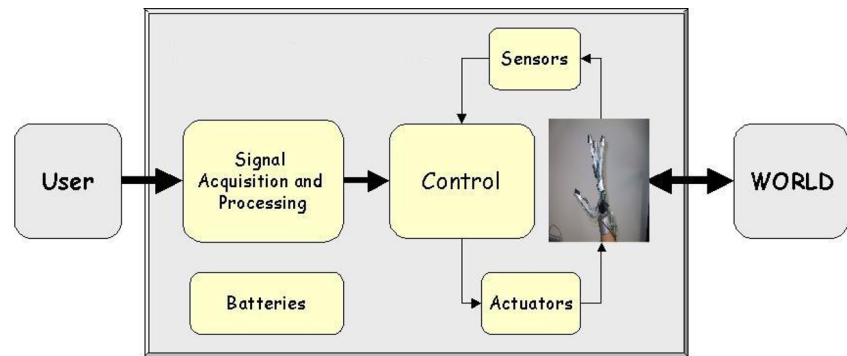 Sensors
User
Signal
Acquisition and
Processing
Control
WORLD
Batteries
Actuators